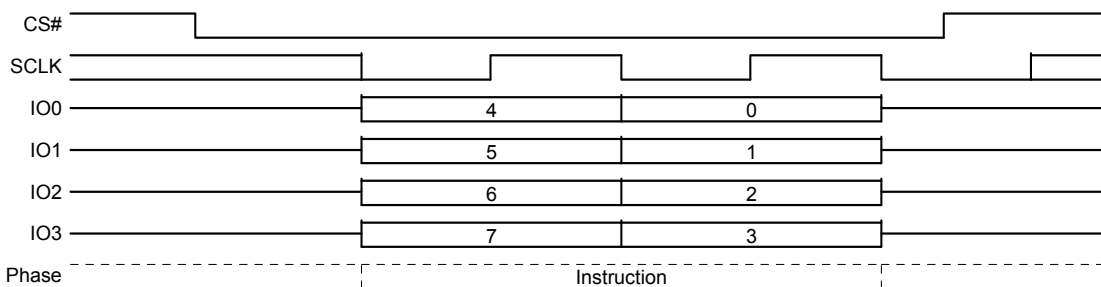 CS#
SCLK
IO0 4 0
IO1 5 1
IO2 6 2
IO3 7 3
Phase Instruction